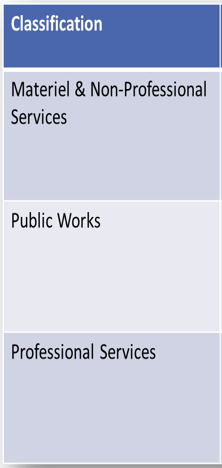 Classification
Materiel & Non-Professional
Services
Public Works
Professional Services